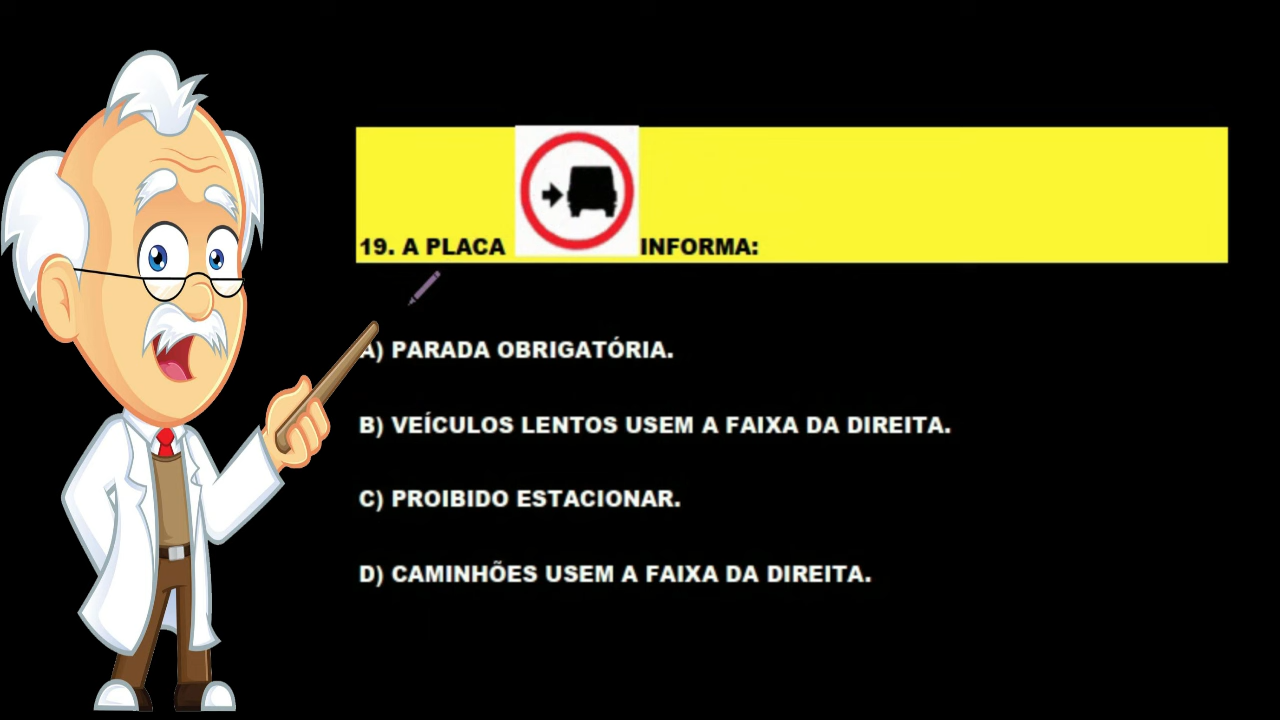 19. A PLACA INFORMA:
A) PARADA OBRIGATÓRIA.
B) VEÍCULOS LENTOS USEM A FAIXA DA DIREITA.
C) PROIBIDO ESTACIONAR.
D) CAMINHÕES USEM A FAIXA DA DIREITA.